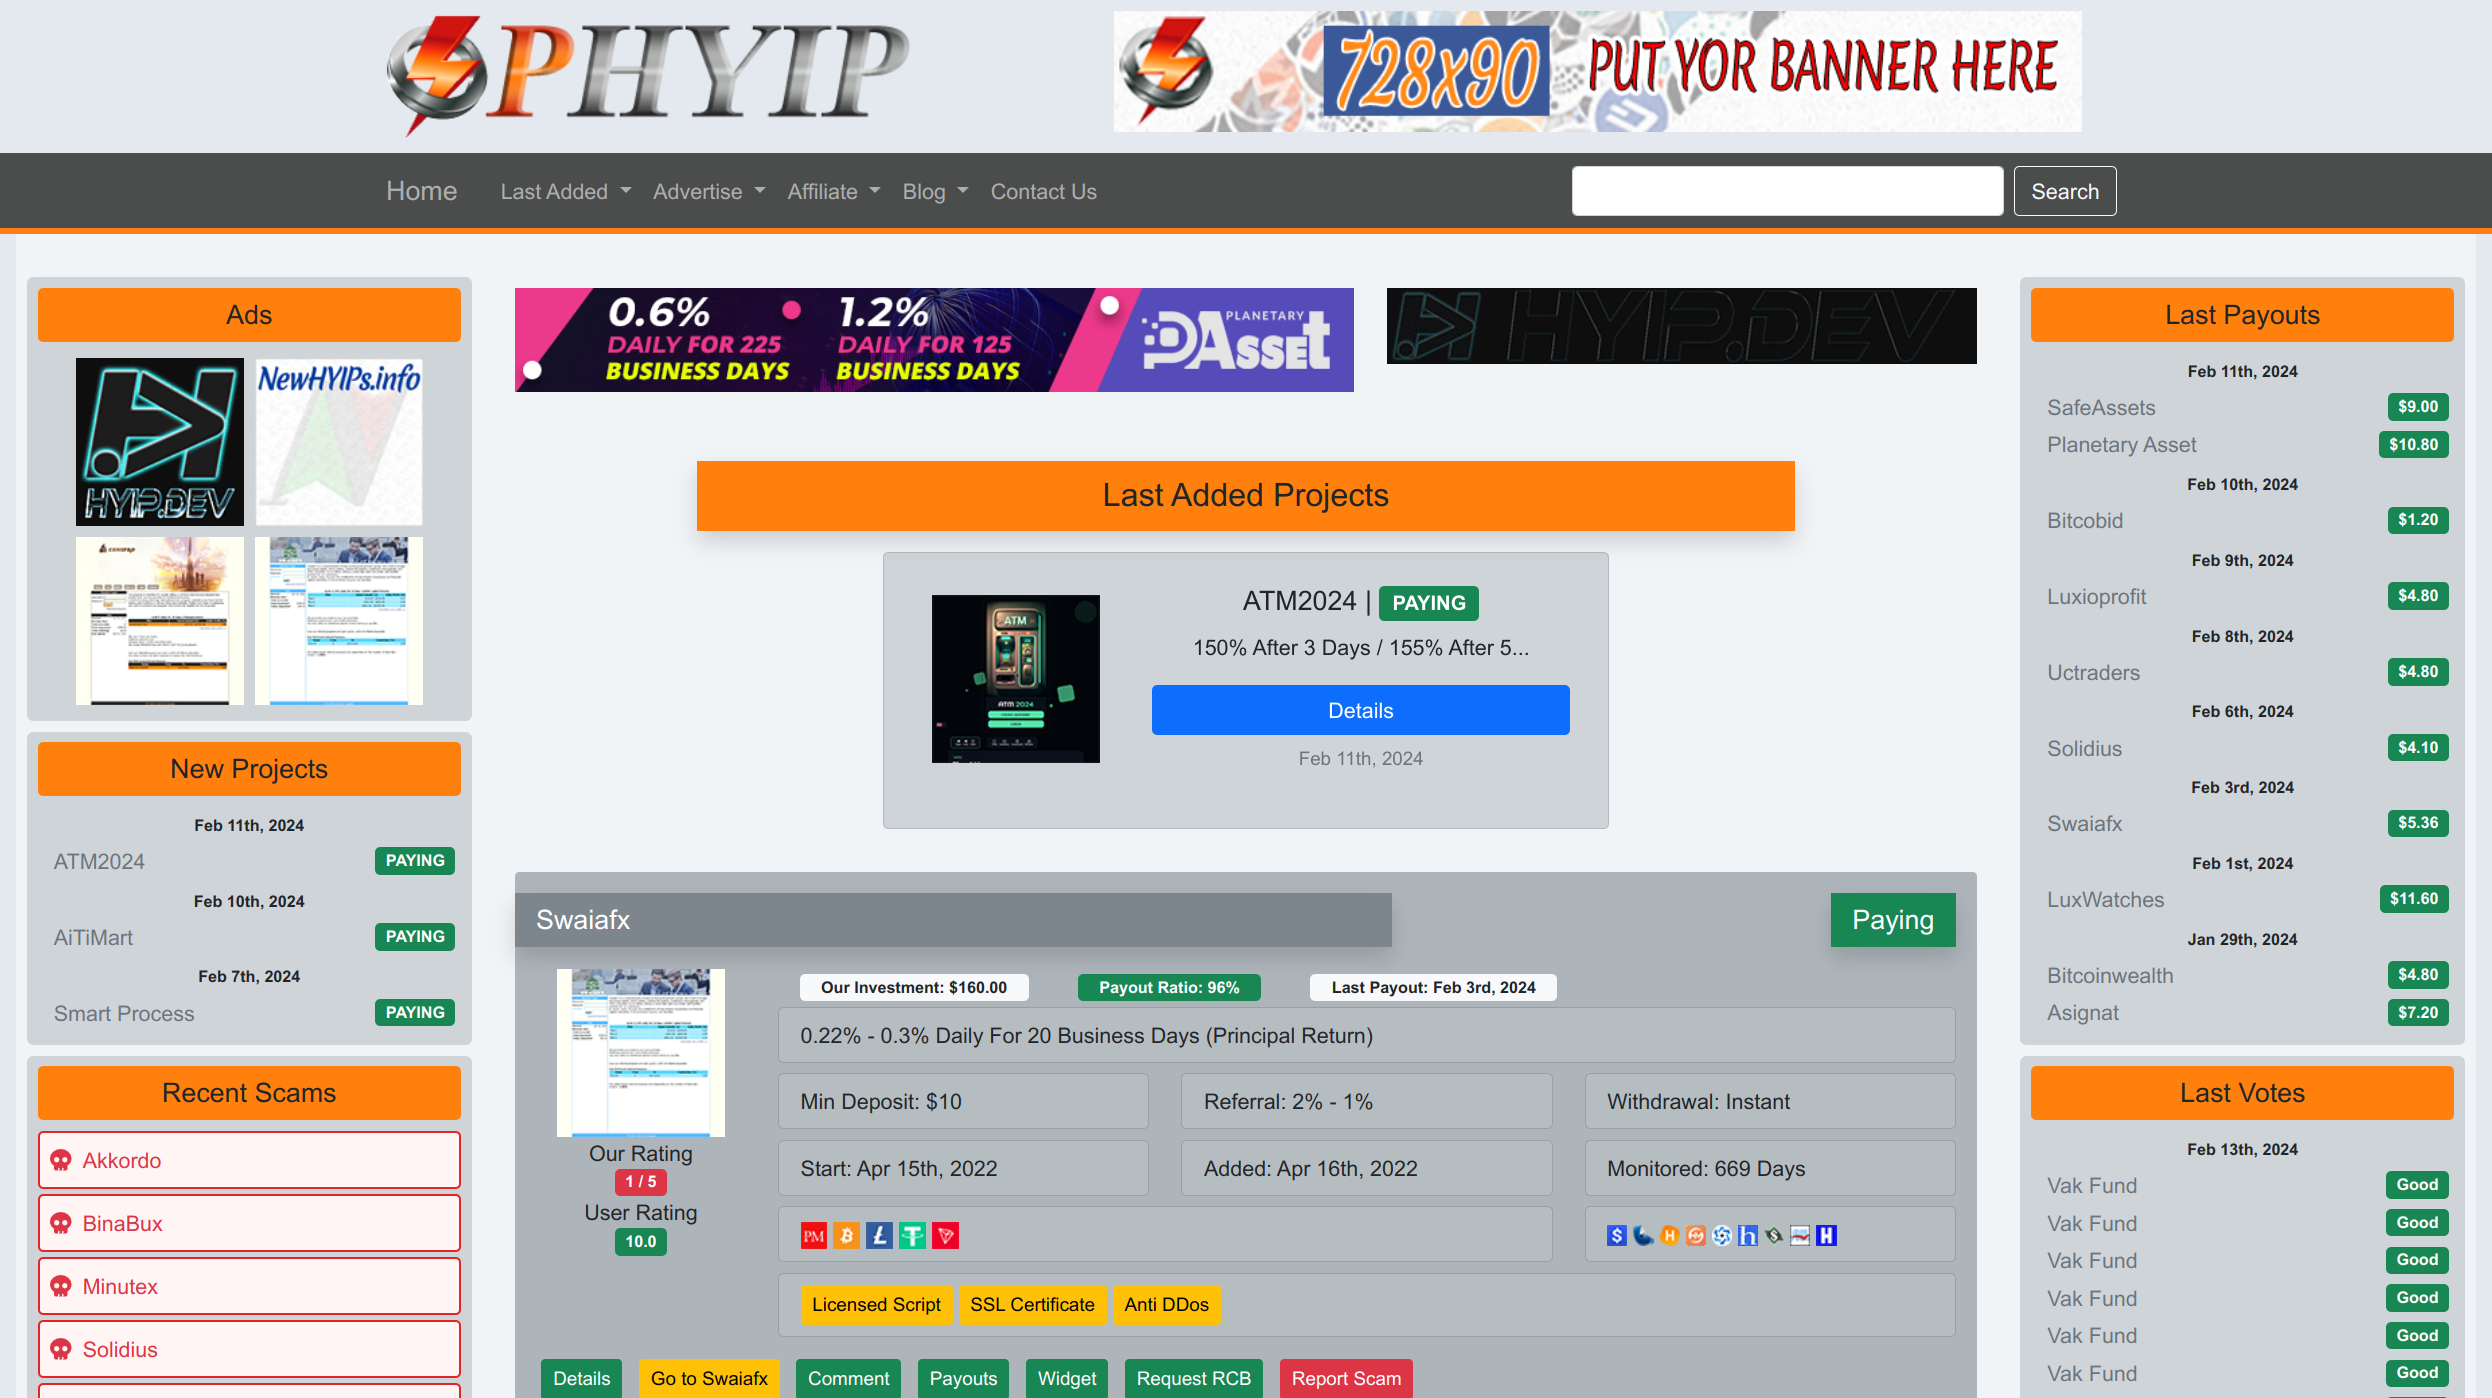 PHYIP
728x90 PUT YOR BANNER HERE
Home Last Added Advertise Affiliate Blog Contact Us Search
Ads
HYIP.DEV
NewHYIPs.info
New Projects
Feb 11th, 2024
ATM2024 PAYING
Feb 10th, 2024
AiTiMart PAYING
Feb 7th, 2024
Smart Process PAYING
Recent Scams
Akkordo
BinaBux
Minutex
Solidius
0.6% DAILY FOR 225 BUSINESS DAYS
1.2% DAILY FOR 125 BUSINESS DAYS
PLANETARY
Asset
HYIP.DEV
Last Added Projects
ATM
ATM 2024
ATM2024 | PAYING
150% After 3 Days / 155% After 5...
Details
Feb 11th, 2024
Swaiafx Paying
Our Investment: $160.00 Payout Ratio: 96% Last Payout: Feb 3rd, 2024
0.22% - 0.3% Daily For 20 Business Days (Principal Return)
Min Deposit: $10 Referral: 2% - 1% Withdrawal: Instant
Start: Apr 15th, 2022 Added: Apr 16th, 2022 Monitored: 669 Days
Our Rating
1 / 5
User Rating
10.0
PM
Licensed Script SSL Certificate Anti DDos
Details Go to Swaiafx Comment Payouts Widget Request RCB Report Scam
Last Payouts
Feb 11th, 2024
SafeAssets $9.00
Planetary Asset $10.80
Feb 10th, 2024
Bitcobid $1.20
Feb 9th, 2024
Luxioprofit $4.80
Feb 8th, 2024
Uctraders $4.80
Feb 6th, 2024
Solidius $4.10
Feb 3rd, 2024
Swaiafx $5.36
Feb 1st, 2024
LuxWatches $11.60
Jan 29th, 2024
Bitcoinwealth $4.80
Asignat $7.20
Last Votes
Feb 13th, 2024
Vak Fund Good
Vak Fund Good
Vak Fund Good
Vak Fund Good
Vak Fund Good
Vak Fund Good